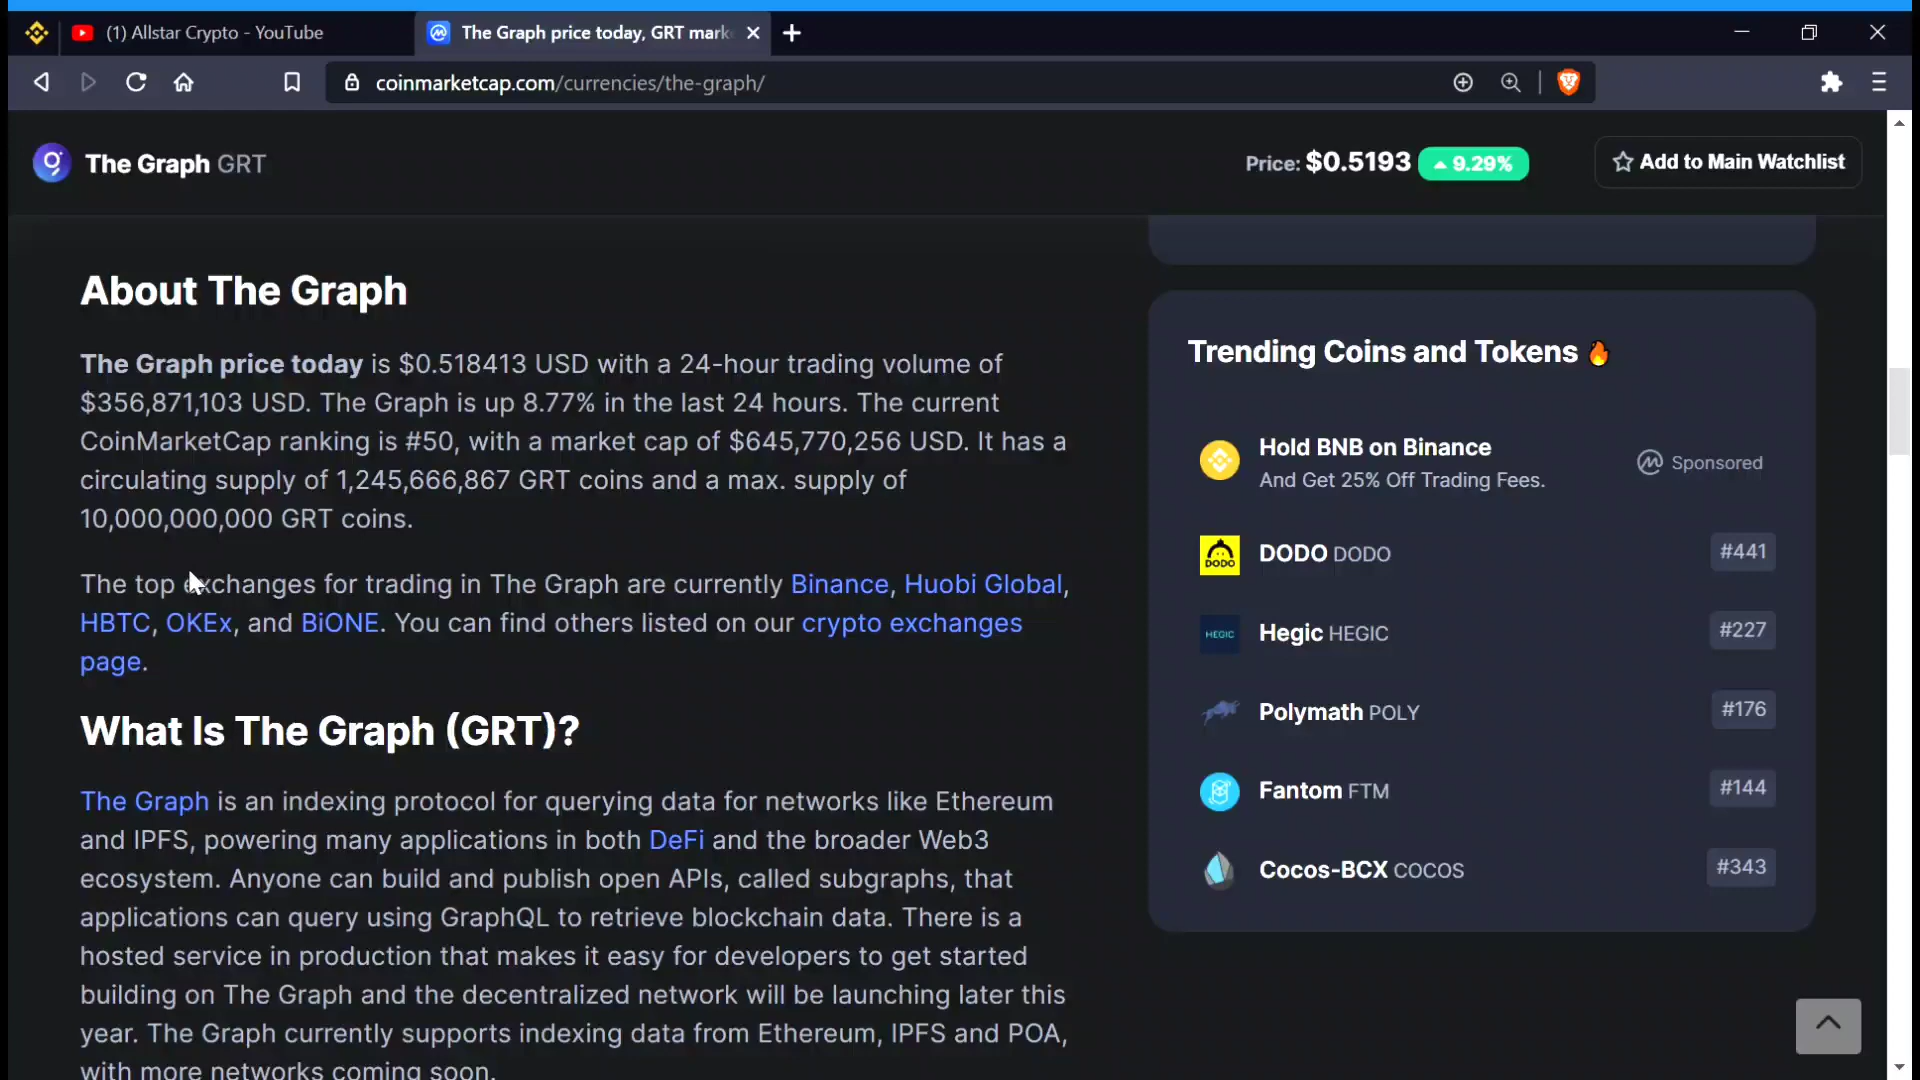 (1) Allstar Crypto - YouTube
The Graph price today, GRT mark
coinmarketcap.com/currencies/the-graph/
The Graph GRT
Price: $0.5193 9.29%
Add to Main Watchlist
About The Graph
The Graph price today is $0.518413 USD with a 24-hour trading volume of
$356,871,103 USD. The Graph is up 8.77% in the last 24 hours. The current
CoinMarketCap ranking is #50, with a market cap of $645,770,256 USD. It has a
circulating supply of 1,245,666,867 GRT coins and a max. supply of
10,000,000,000 GRT coins.
The top exchanges for trading in The Graph are currently Binance, Huobi Global,
HBTC, OKEx, and BiONE. You can find others listed on our crypto exchanges
page.
What Is The Graph (GRT)?
The Graph is an indexing protocol for querying data for networks like Ethereum
and IPFS, powering many applications in both DeFi and the broader Web3
ecosystem. Anyone can build and publish open APIs, called subgraphs, that
applications can query using GraphQL to retrieve blockchain data. There is a
hosted service in production that makes it easy for developers to get started
building on The Graph and the decentralized network will be launching later this
year. The Graph currently supports indexing data from Ethereum, IPFS and POA,
with more networks coming soon.
Trending Coins and Tokens
Hold BNB on Binance
And Get 25% Off Trading Fees.
Sponsored
DODO
DODO DODO
#441
HEGIC
Hegic HEGIC
#227
Polymath POLY
#176
Fantom FTM
#144
Cocos-BCX COCOS
#343